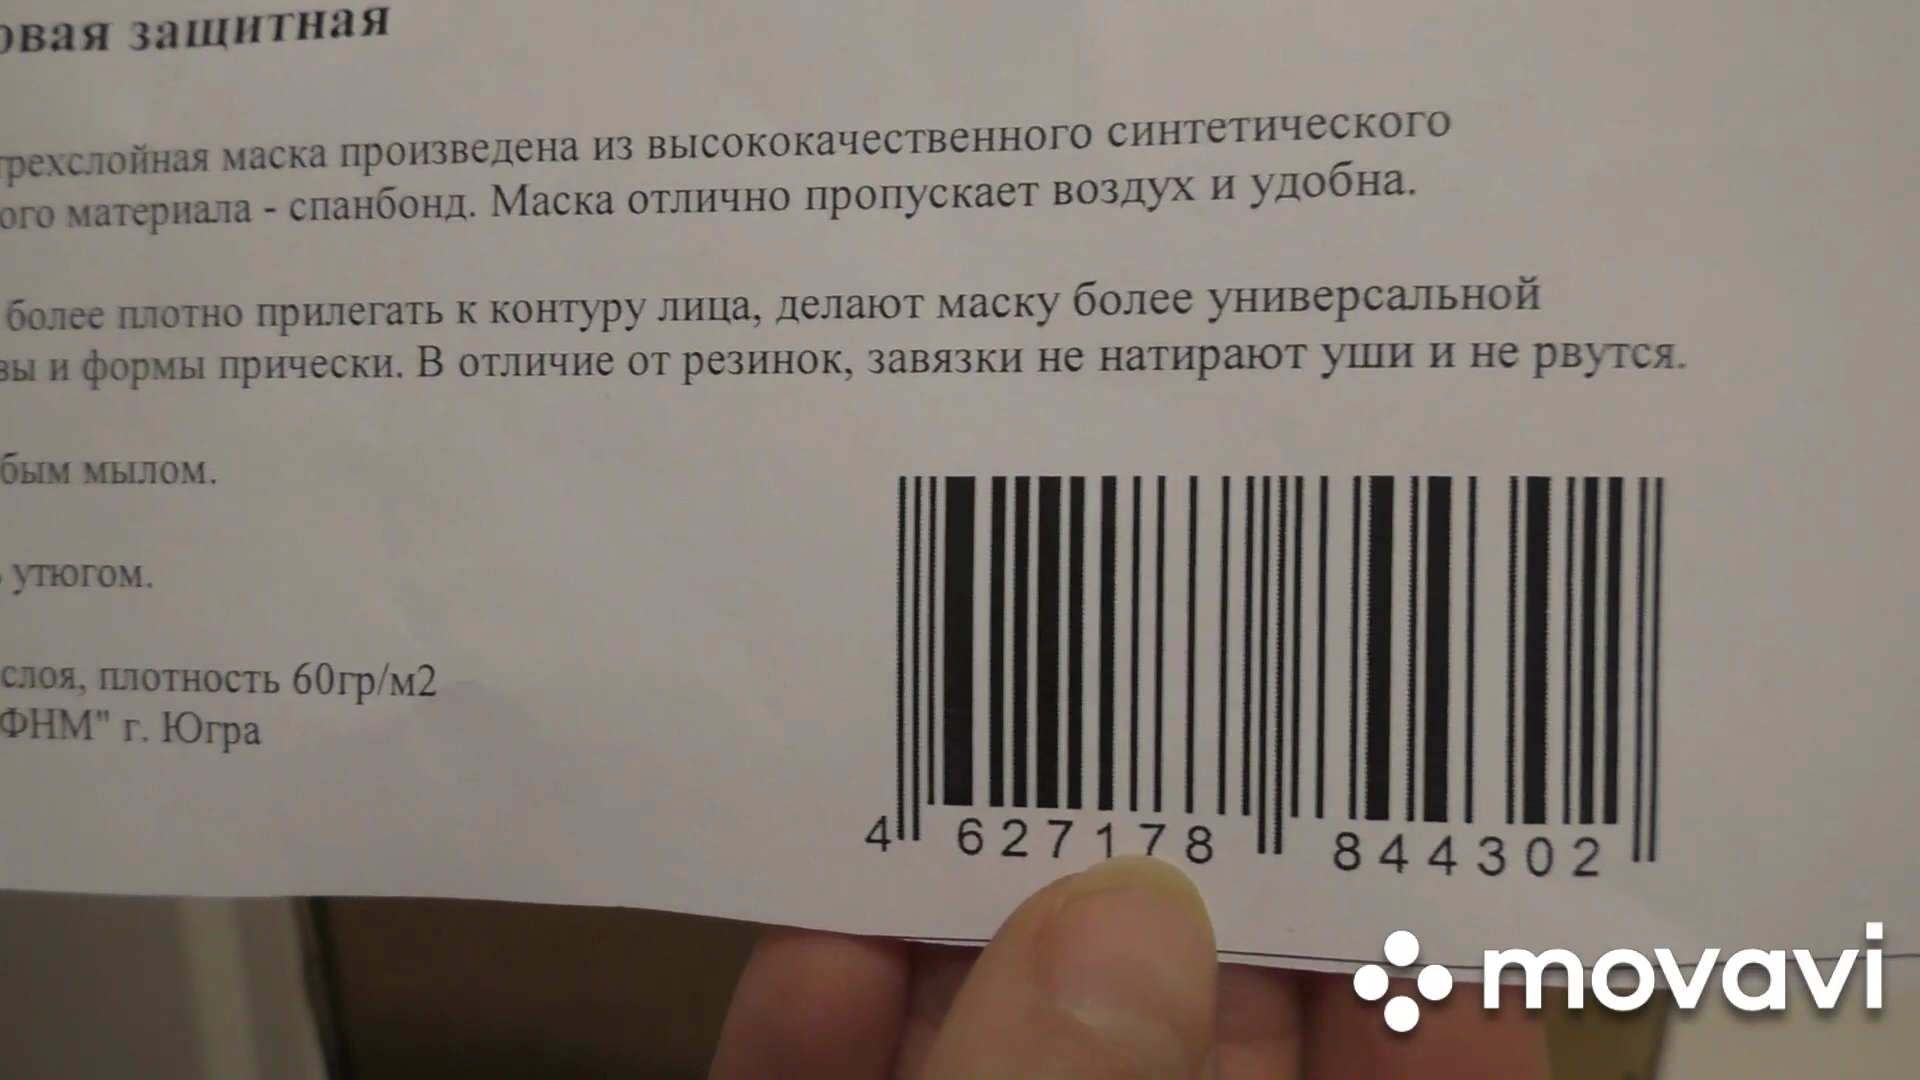 овая защитная
трехслойная маска произведена из высококачественного синтетического
ого материала - спанбонд. Маска отлично пропускает воздух и удобна.
более плотно прилегать к контуру лица, делают маску более универсальной
вы и формы прически. В отличие от резинок, завязки не натирают уши и не рвутся.
бым мылом.
утюгом.
слоя, плотность 60гр/м2
ФНМ" г. Югра
4 627178 844302
movavi